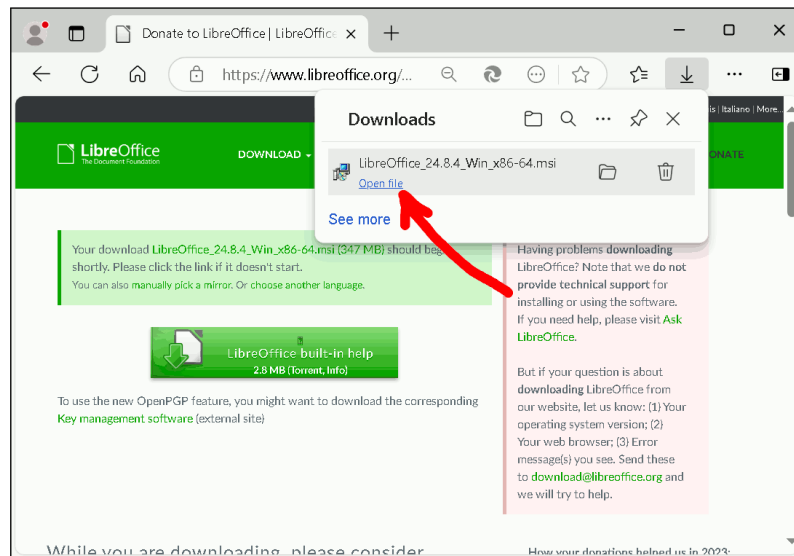 Donate to LibreOffice | LibreOffice
https://www.libreoffice.org/...
Italiano | More...
Downloads
LibreOffice_24.8.4_Win_x86-64.msi
Open file
See more
LibreOffice
The Document Foundation
DOWNLOAD
Your download LibreOffice_24.8.4_Win_x86-64.msi (347 MB) should
shortly. Please click the link if it doesn't start.
You can also manually pick a mirror. Or choose another language.
LibreOffice built-in help
2.8 MB (Torrent, Info)
To use the new OpenPGP feature, you might want to download the corresponding
Key management software (external site)
Having problems downloading
LibreOffice? Note that we do not
provide technical support for
installing or using the software.
If you need help, please visit Ask
LibreOffice.
But if your question is about
downloading LibreOffice from
our website, let us know: (1) Your
operating system version; (2)
Your web browser; (3) Error
message(s) you see. Send these
to download@libreoffice.org and
we will try to help.
While you are downloading, please consider
How your donations helped us in 2023: